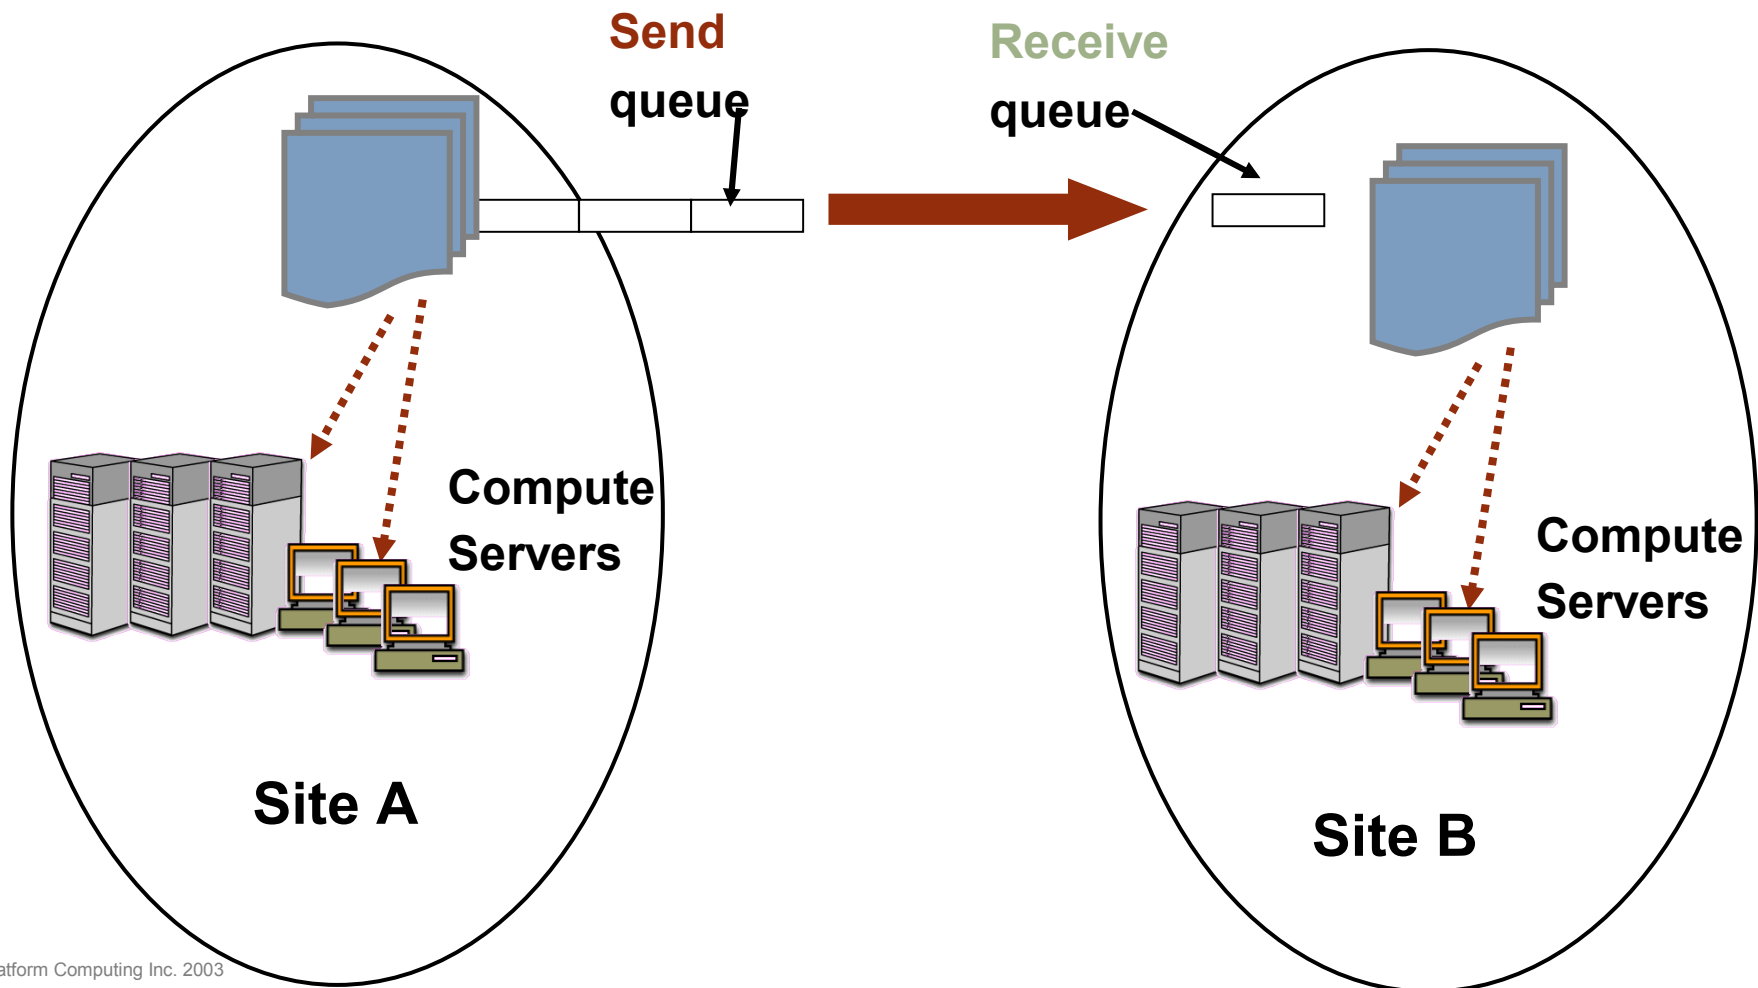 Send
queue
Receive
queue
Compute
Servers
Compute
Servers
Site A
Site B
atform Computing Inc. 2003